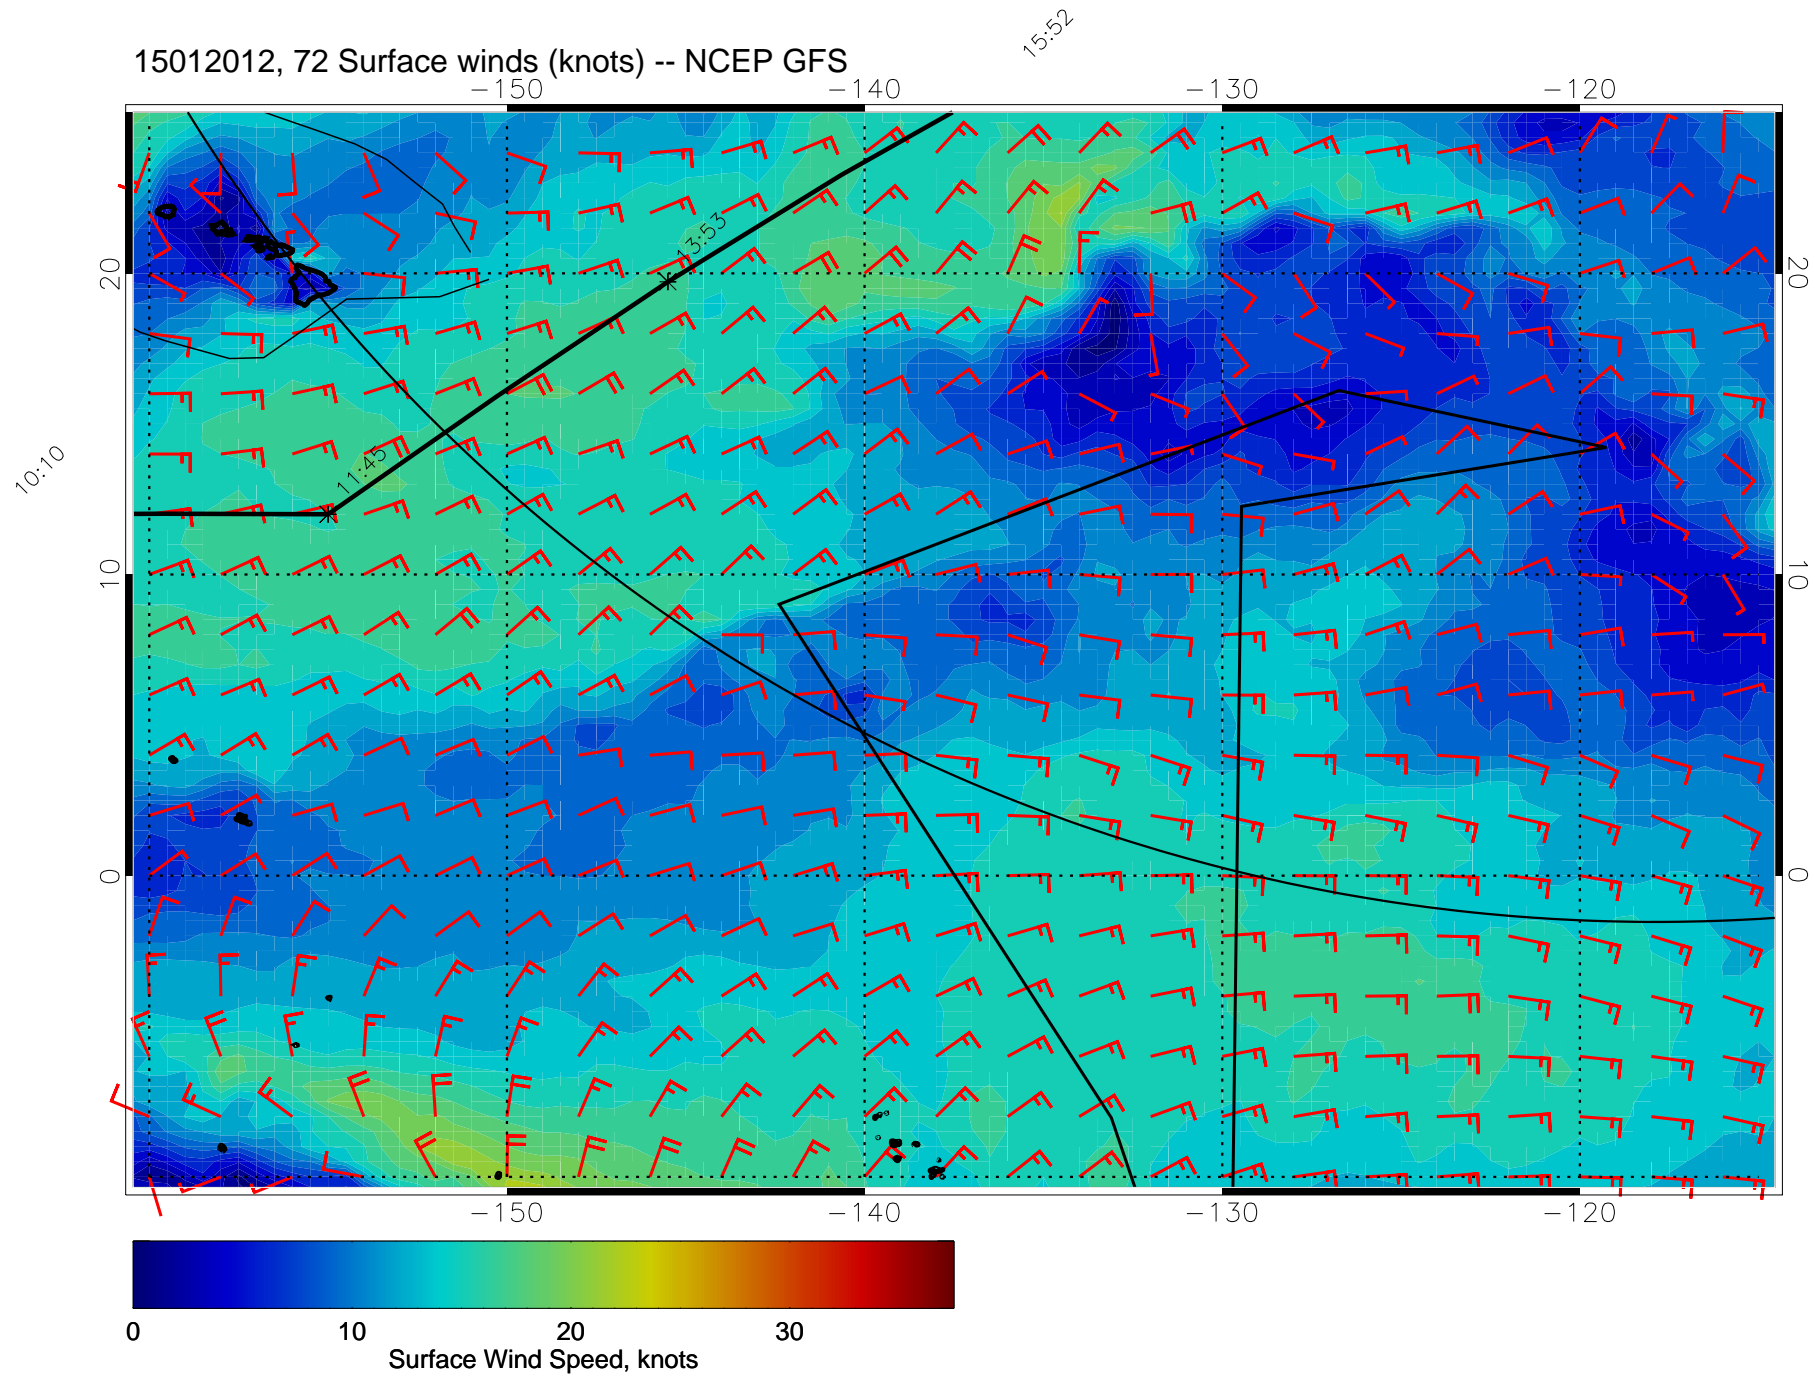 15:52
15012012, 72 Surface winds (knots) -- NCEP GFS
-150 -140 -130 -120
13:53
20 20
11:45
10:10
10 10
0 0
-150 -140 -130 -120
0 10 20 30
Surface Wind Speed, knots